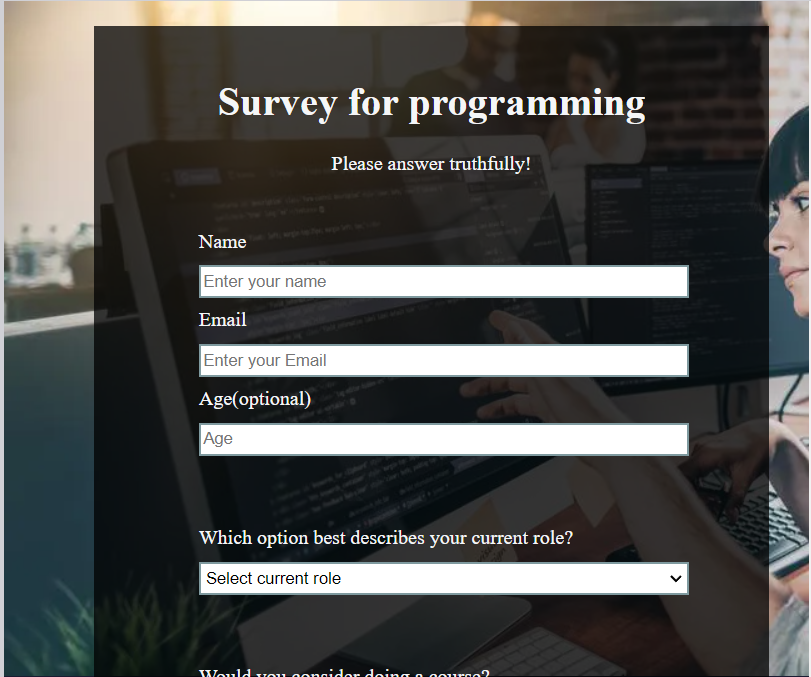 Survey for programming
Please answer truthfully!
Name
Enter your name
Email
Enter your Email
Age(optional)
Age
Which option best describes your current role?
Select current role
Would you consider doing a course?